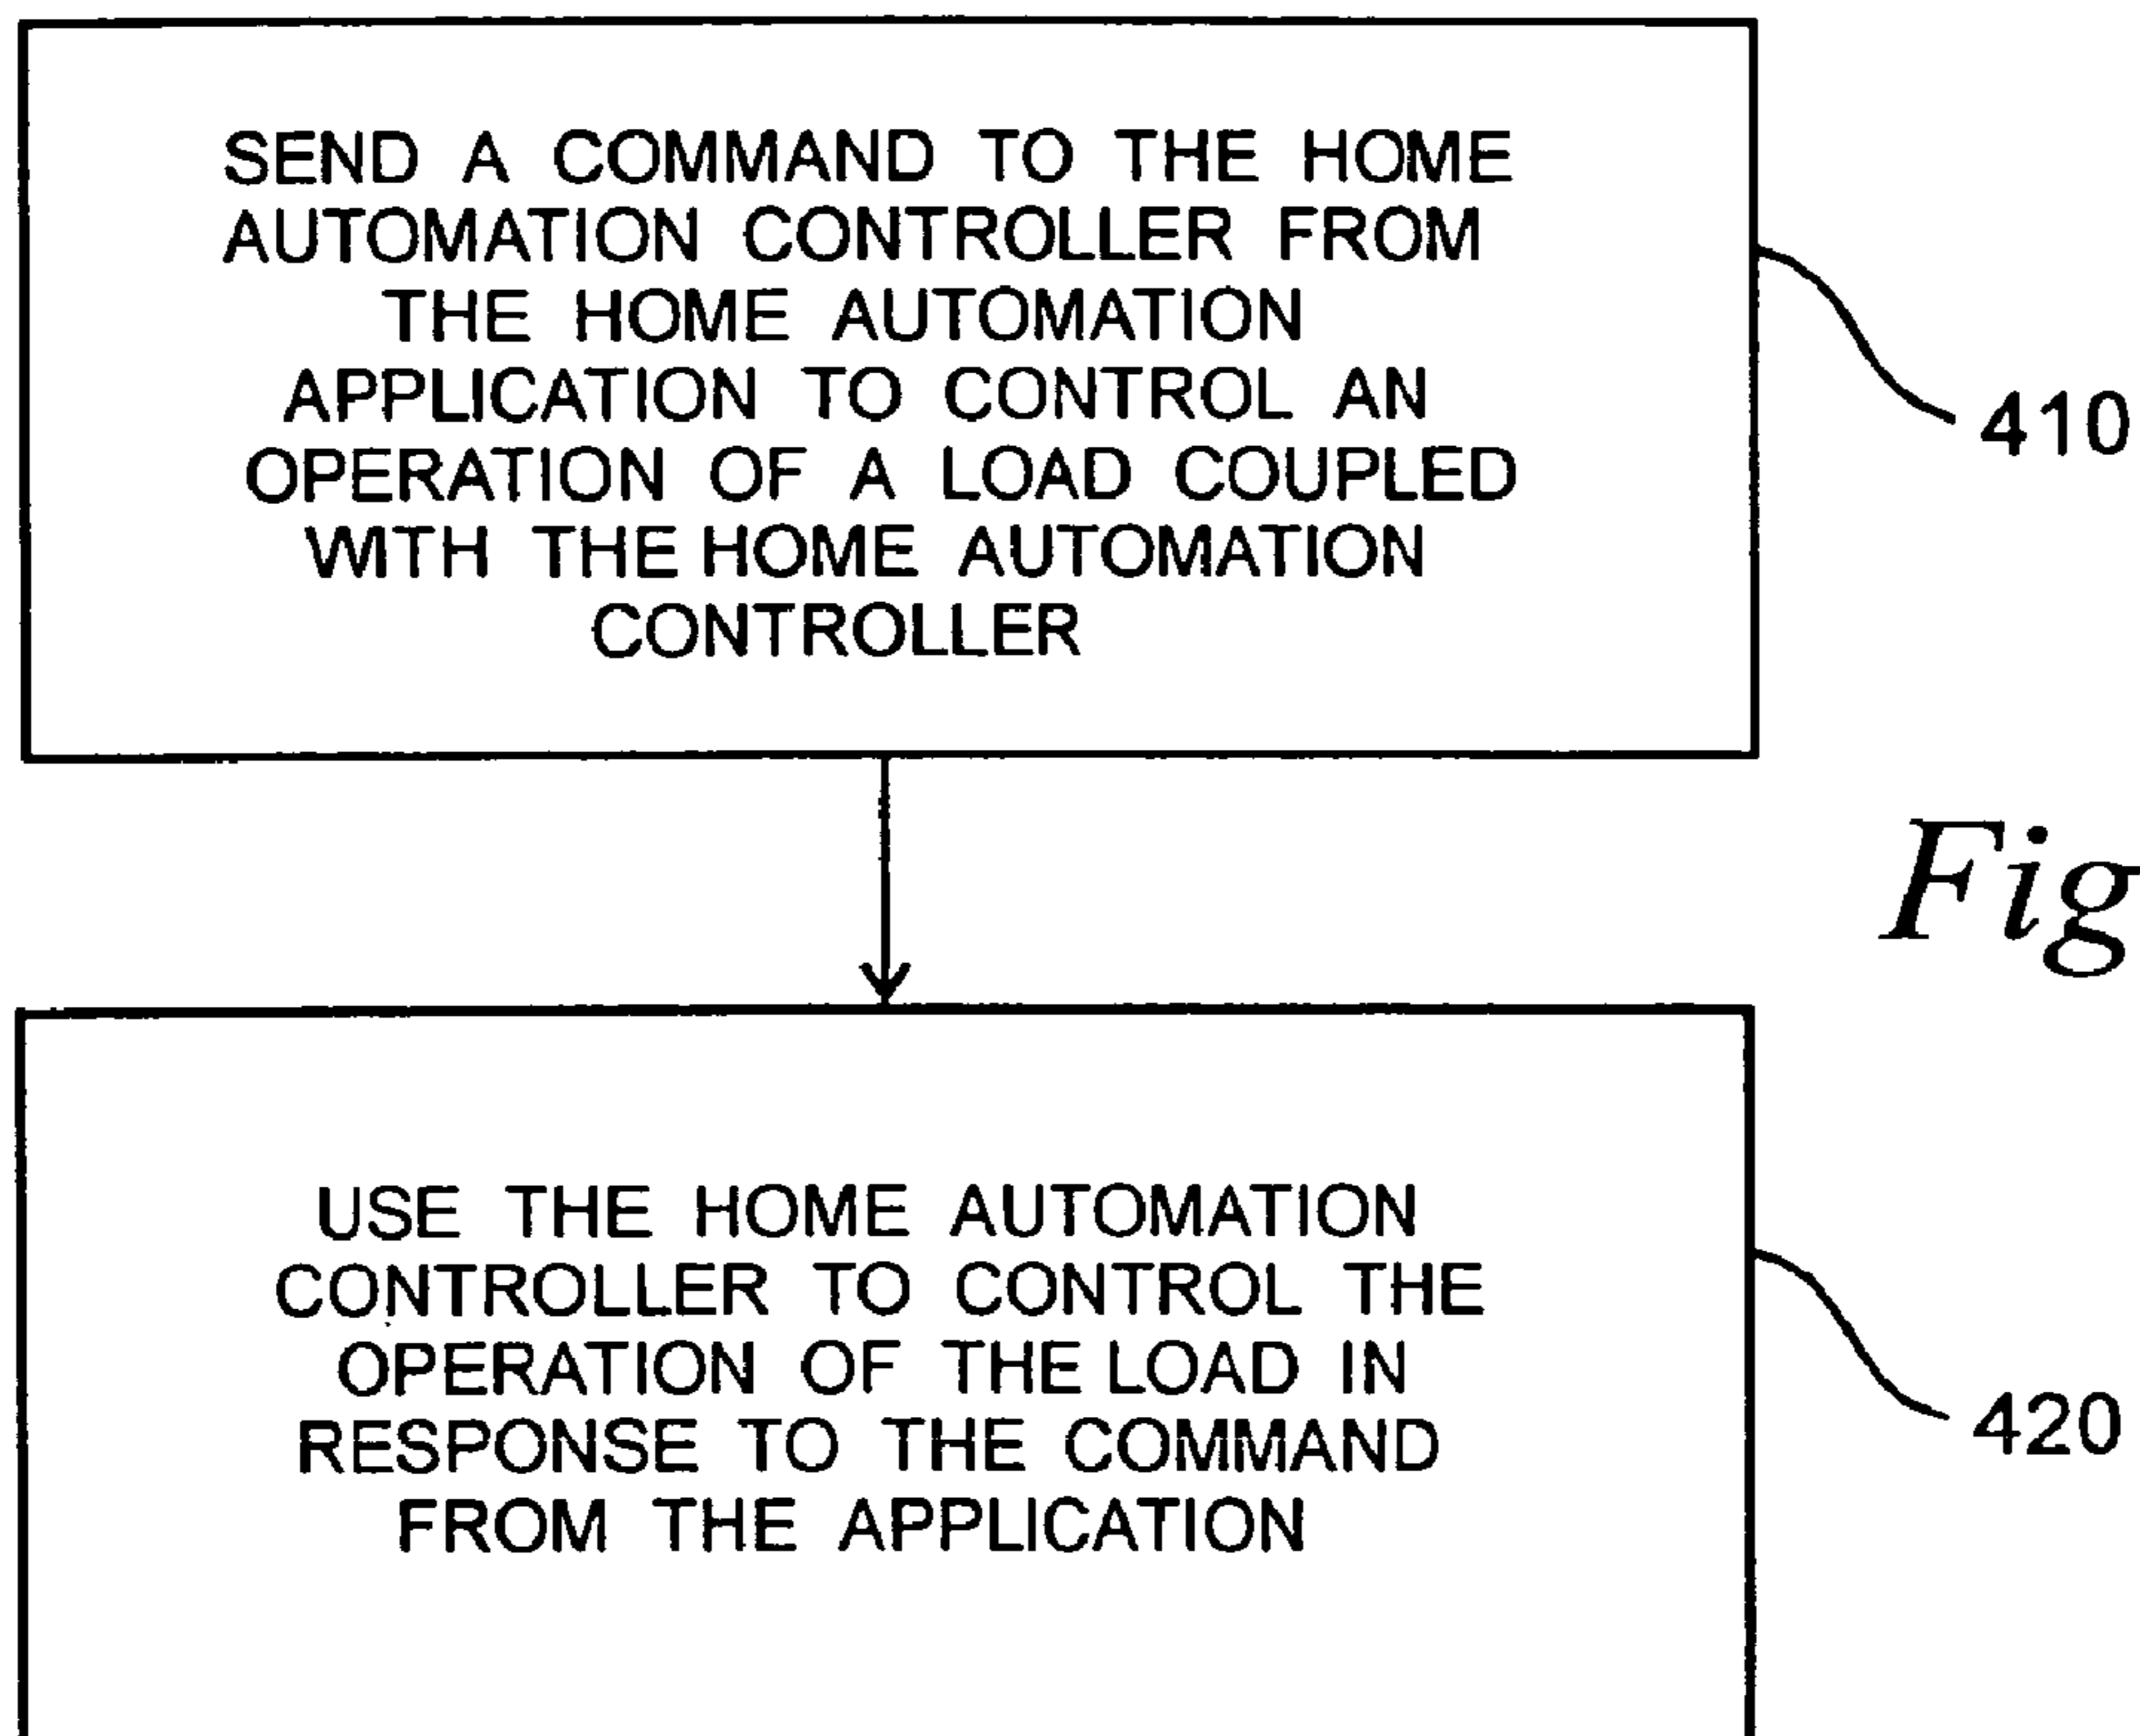 SEND A COMMAND TO THE HOME
AUTOMATION CONTROLLER FROM
THE HOME AUTOMATION
APPLICATION TO CONTROL AN
OPERATION OF A LOAD COUPLED
WITH THE HOME AUTOMATION
CONTROLLER
410
Fig
USE THE HOME AUTOMATION
CONTROLLER TO CONTROL THE
OPERATION OF THE LOAD IN
RESPONSE TO THE COMMAND
FROM THE APPLICATION
420